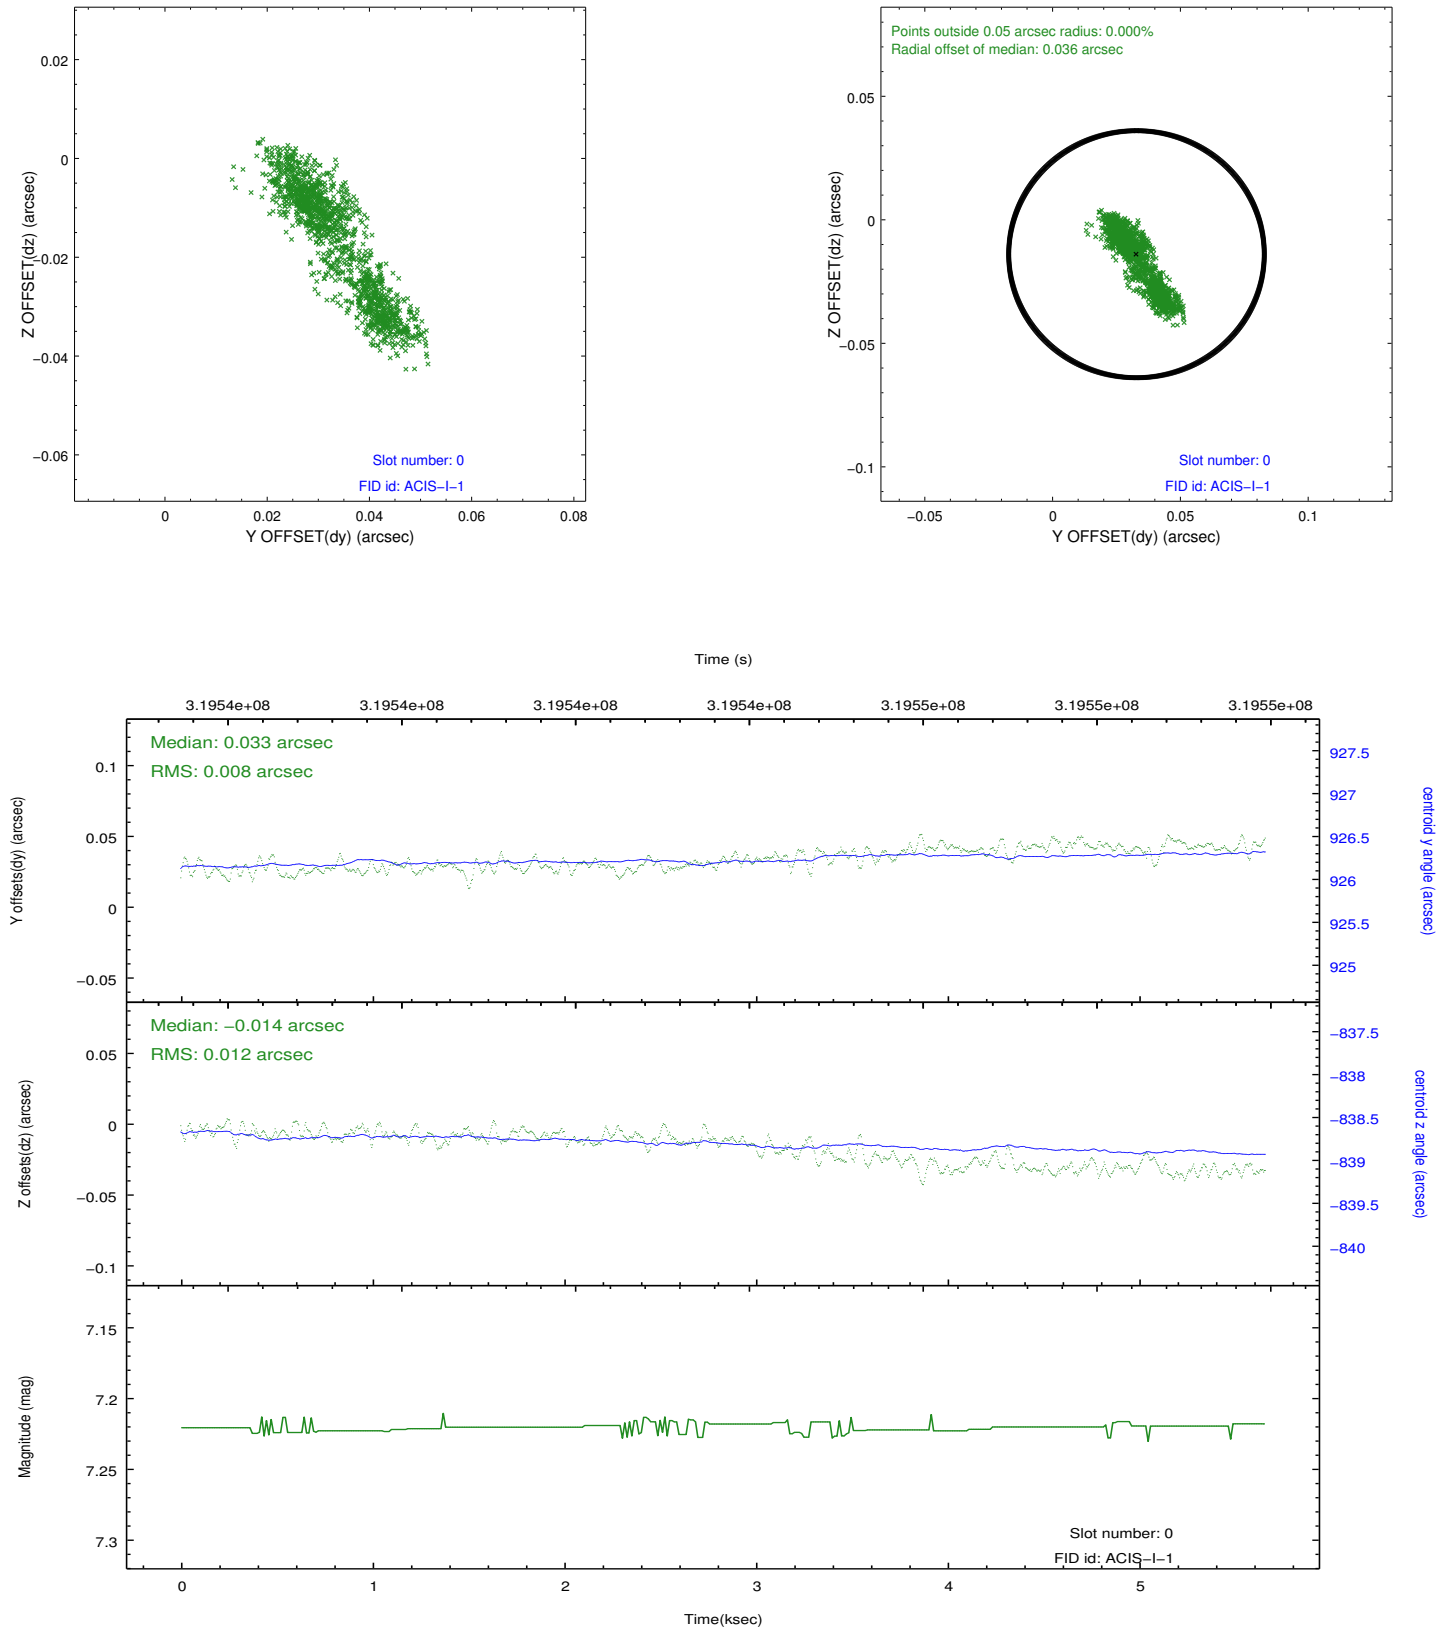 0.02
0
−0.02
−0.04
−0.06
Z OFFSET(dz) (arcsec)
Slot number: 0
FID id: ACIS−I−1
0
0.02
0.04
0.06
0.08
Y OFFSET(dy) (arcsec)
Points outside 0.05 arcsec radius: 0.000%
Radial offset of median: 0.036 arcsec
0.05
0
−0.05
−0.1
Z OFFSET(dz) (arcsec)
Slot number: 0
FID id: ACIS−I−1
−0.05
0
0.05
0.1
Y OFFSET(dy) (arcsec)
Time (s)
3.1954e+08
3.1954e+08
3.1954e+08
3.1954e+08
3.1955e+08
3.1955e+08
3.1955e+08
Median: 0.033 arcsec
RMS: 0.008 arcsec
0.1
0.05
0
−0.05
Y offsets(dy) (arcsec)
927.5
927
926.5
926
925.5
925
centroid y angle (arcsec)
Median: −0.014 arcsec
RMS: 0.012 arcsec
0.05
0
−0.05
−0.1
Z offsets(dz) (arcsec)
−837.5
−838
−838.5
−839
−839.5
−840
centroid z angle (arcsec)
7.15
7.2
7.25
7.3
Magnitude (mag)
Slot number: 0
FID id: ACIS−I−1
0
1
2
3
4
5
Time(ksec)